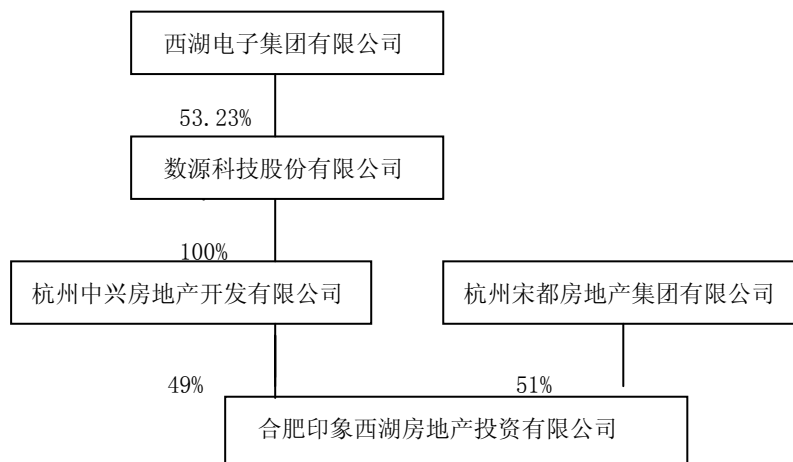 西湖电子集团有限公司
53.23%
数源科技股份有限公司
100%
杭州中兴房地产开发有限公司
杭州宋都房地产集团有限公司
49%
51%
合肥印象西湖房地产投资有限公司